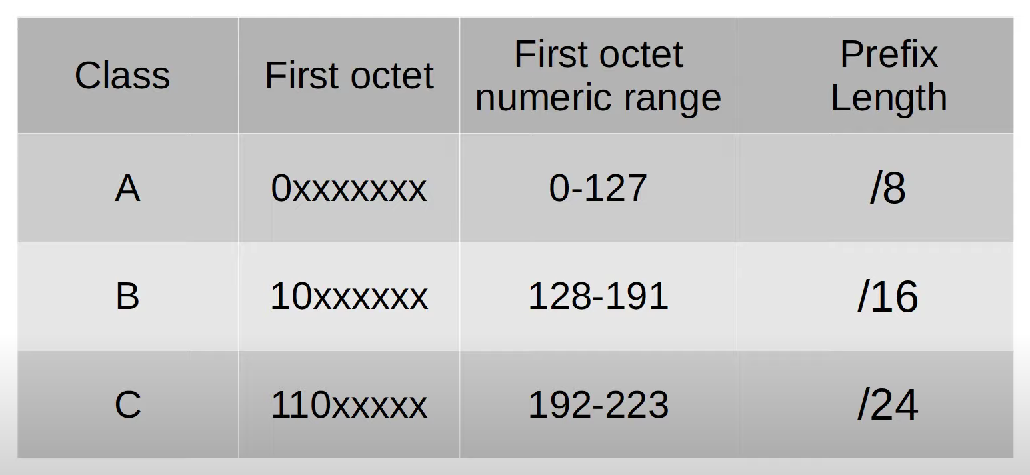 Class
First octet
First octet
numeric range
Prefix
Length
A
0xxxxxxx
0-127
/8
B
10xxxxxx
128-191
/16
C
110xxxxx
192-223
/24